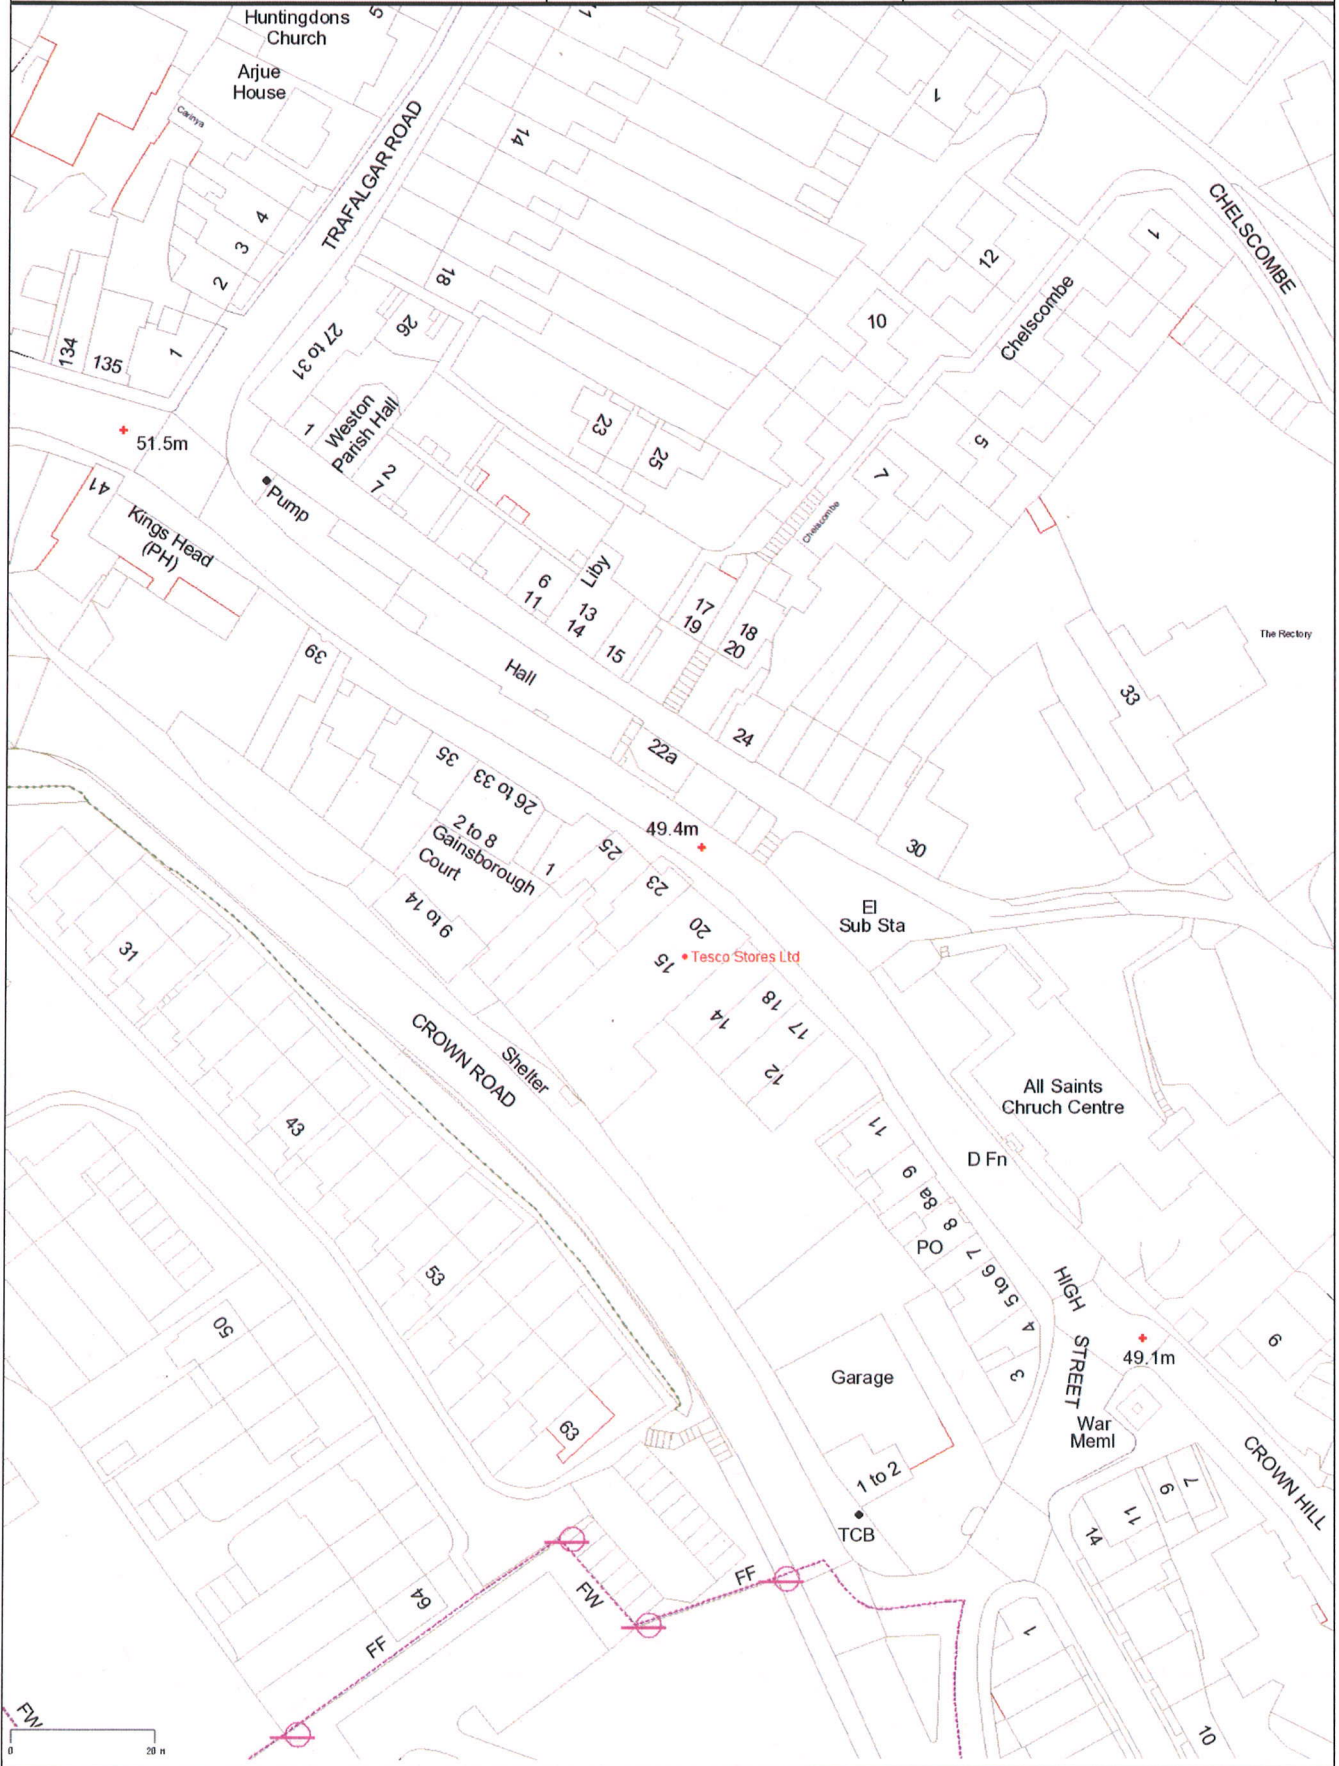 Huntingdons
Church
5
11
Arjue
House
Carinya
TRAFALGAR ROAD
14
1
4
3
2
18
12
1
CHELSCOMBE
10
Chelscombe
134
135
1
27 to 31
26
Weston
Parish Hall
1
2
7
23
25
5
7
51.5m
41
Pump
Kings Head
(PH)
Chelscombe
6
11
Liby
13
14
15
17
19
18
20
The Rectory
33
39
Hall
22a
24
35
26 to 33
2 to 8
Gainsborough
Court
1
25
49.4m
30
23
9 to 14
El
Sub Sta
20
15
Tesco Stores Ltd
31
18
17
14
12
CROWN ROAD
Shelter
All Saints
Chruch Centre
43
11
D Fn
9
8a
8
PO
7
5 to 6
53
HIGH
STREET
50
4
3
49.1m
9
Garage
War
Meml
63
1 to 2
CROWN HILL
7
6
11
14
TCB
FF
FW
64
FF
1
FW
10
0
20 m